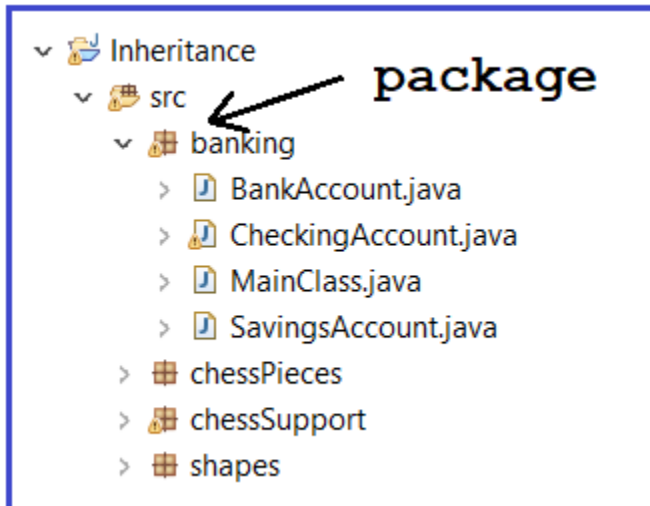 Inheritance
package
src
banking
BankAccount.java
CheckingAccount.java
MainClass.java
SavingsAccount.java
chessPieces
chessSupport
shapes